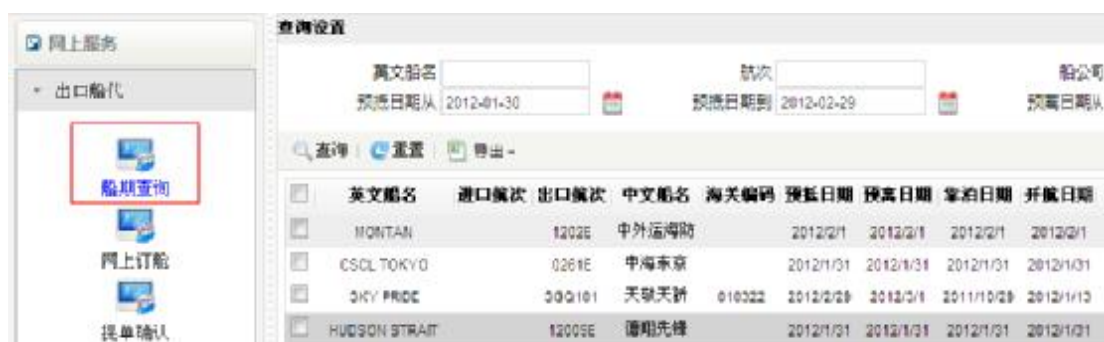 网上服务
出口船代
船期查询
网上订舱
提单确认
查询设置
英文船名 航次 船公司
预抵日期从 2012-01-30 预抵日期到 2012-02-29 预离日期从
查询 重置 导出
英文船名 进口航次 出口航次 中文船名 海关编码 预抵日期 预离日期 靠泊日期 开航日期
MONTAN 1202E 中外运海防 2012/2/1 2012/2/1 2012/2/1 2012/2/1
CSCL TOKYO 0261E 中海东京 2012/1/31 2012/1/31 2012/1/31 2012/1/31
SKY PRIDE 天敬天骄 010322 2012/2/29 2012/3/1 2011/10/29 2012/1/13
HUDSON STRAIT 1200SE 先锋 2012/1/31 2012/1/31 2012/1/31 2012/1/31